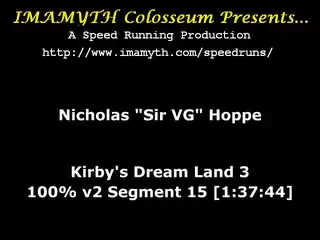 IMAMYTH Colosseum Presents...
A Speed Running Production
http://www.imamyth.com/speedruns/
Nicholas "Sir VG" Hoppe
Kirby's Dream Land 3
100% v2 Segment 15 [1:37:44]